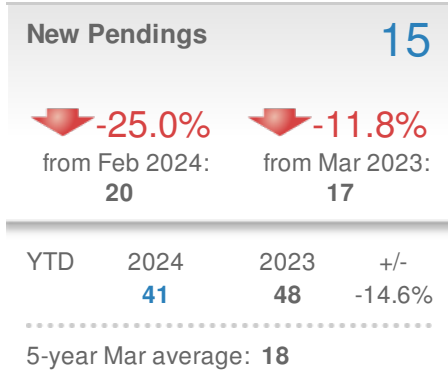 New Pendings 15
-25.0% -11.8%
from Feb 2024: from Mar 2023:
20 17
YTD 2024 2023 +/-
41 48 -14.6%
5-year Mar average: 18